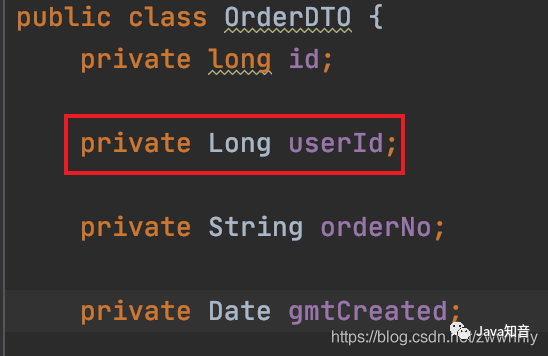 public class OrderDTO {
private long id;
private Long userId;
private String orderNo;
private Date gmtCreated;
Java知音
https://blog.csdn.net/zwwhnly